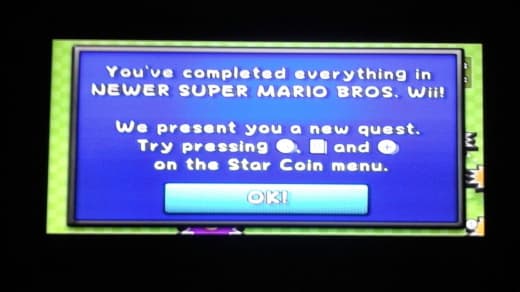 You've completed everything in
NEWER SUPER MARIO BROS. Wii!
We present you a new quest.
Try pressing ①, and ⊕
on the Star Coin menu.
OK!